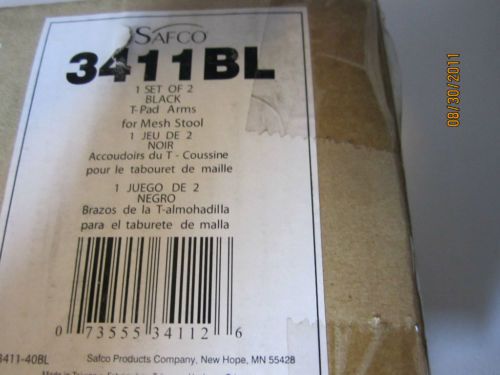 SAFCO®
3411BL
1 SET OF 2
BLACK
T-Pad Arms
for Mesh Stool
1 JEU DE 2
NOIR
Accoudoirs du T - Coussine
pour le tabouret de maille
1 JUEGO DE 2
NEGRO
Brazos de la T-almohadilla
para el taburete de malla
0 73555 34112 6
3411-40BL
Safco Products Company, New Hope, MN 55428
Made in
08/30/2011